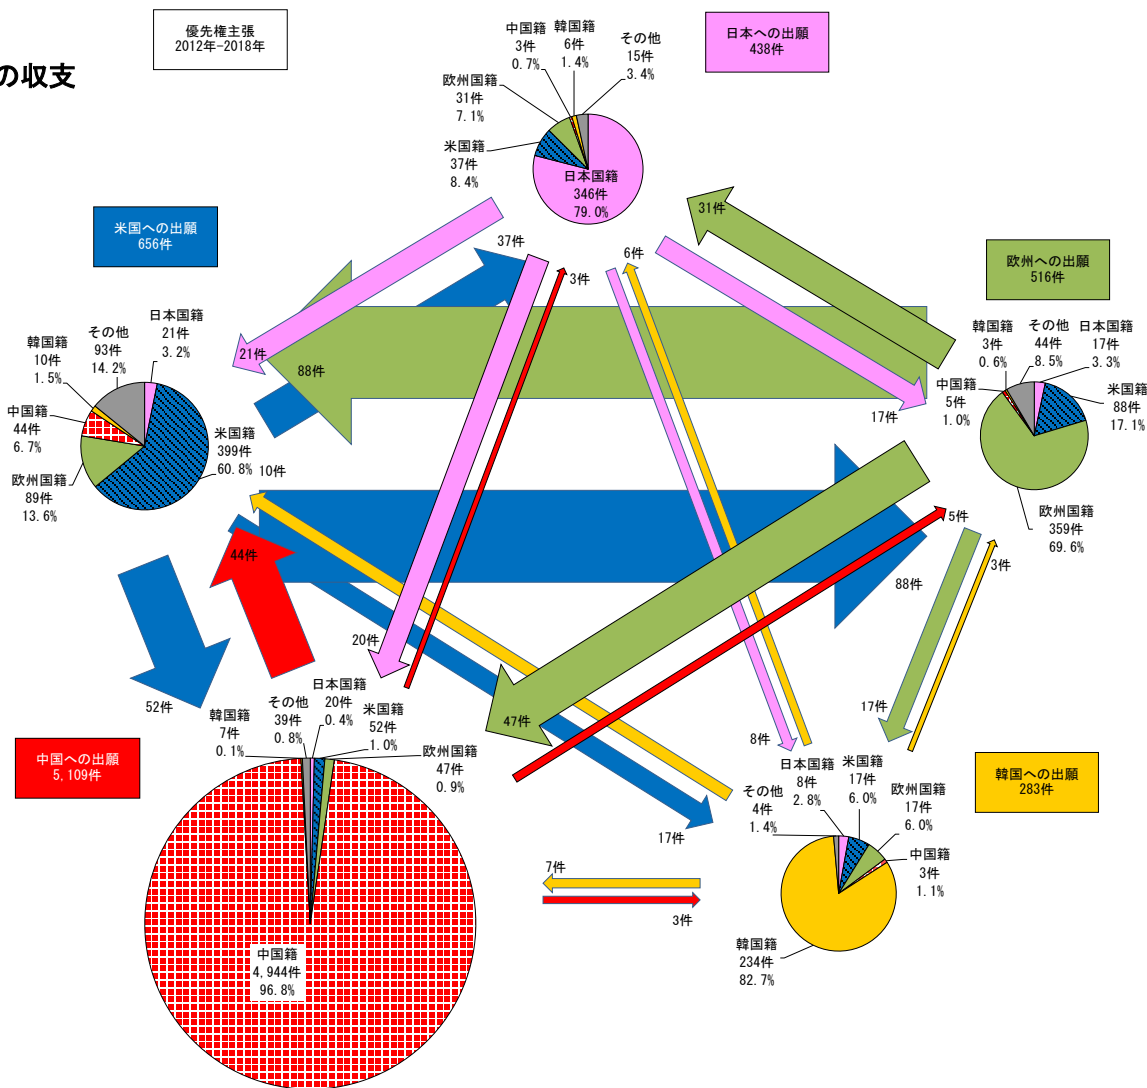 優先権主張
2012年-2018年
の収支
日本への出願
438件
中国籍
3件
0.7%
韓国籍
6件
1.4%
その他
15件
3.4%
欧州国籍
31件
7.1%
米国籍
37件
8.4%
日本国籍
346件
79.0%
米国への出願
656件
欧州への出願
516件
31件
37件
3件
6件
21件
88件
17件
日本国籍
21件
3.2%
その他
93件
14.2%
韓国籍
10件
1.5%
中国籍
44件
6.7%
欧州国籍
89件
13.6%
米国籍
399件
60.8%
10件
韓国籍
3件
0.6%
その他
44件
8.5%
日本国籍
17件
3.3%
中国籍
5件
1.0%
米国籍
88件
17.1%
欧州国籍
359件
69.6%
44件
5件
88件
3件
52件
20件
47件
17件
8件
17件
中国への出願
5,109件
韓国籍
7件
0.1%
その他
39件
0.8%
日本国籍
20件
0.4%
米国籍
52件
1.0%
欧州国籍
47件
0.9%
中国籍
4,944件
96.8%
韓国への出願
283件
その他
4件
1.4%
日本国籍
8件
2.8%
米国籍
17件
6.0%
欧州国籍
17件
6.0%
中国籍
3件
1.1%
韓国籍
234件
82.7%
7件
3件